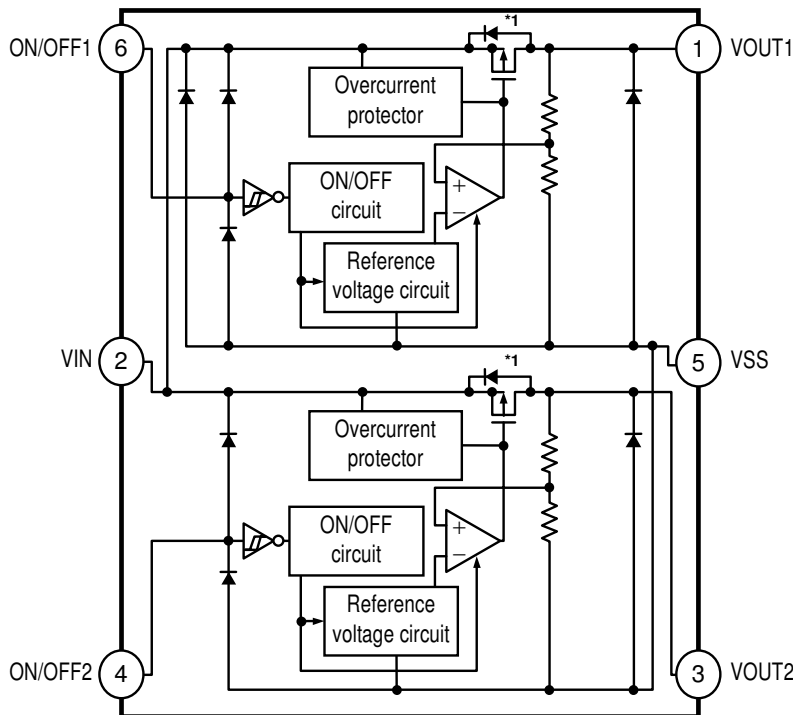 ON/OFF1
6
*1
1
VOUT1
Overcurrent
protector
ON/OFF
circuit
+
−
Reference
voltage circuit
VIN
2
*1
5
VSS
Overcurrent
protector
ON/OFF
circuit
+
−
Reference
voltage circuit
ON/OFF2
4
3
VOUT2